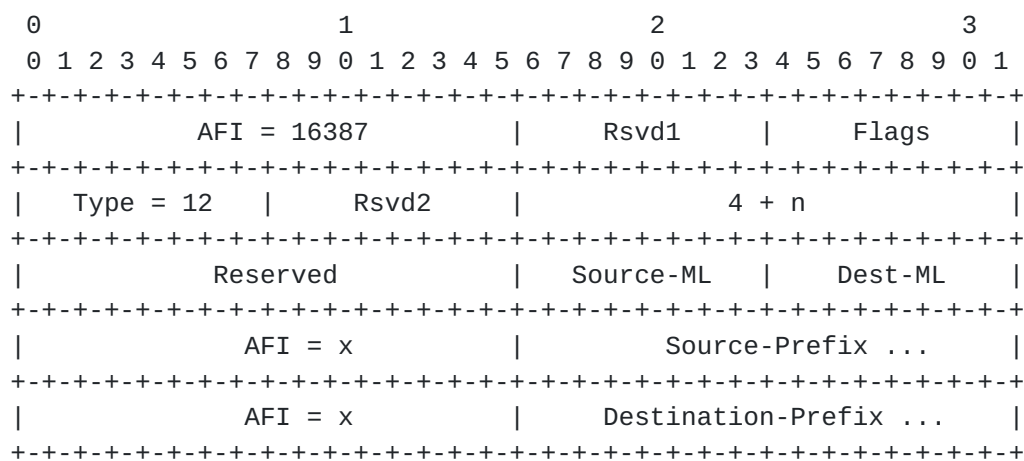 0                   1                   2                   3
 0 1 2 3 4 5 6 7 8 9 0 1 2 3 4 5 6 7 8 9 0 1 2 3 4 5 6 7 8 9 0 1
+-+-+-+-+-+-+-+-+-+-+-+-+-+-+-+-+-+-+-+-+-+-+-+-+-+-+-+-+-+-+-+-+
|           AFI = 16387         |     Rsvd1     |     Flags     |
+-+-+-+-+-+-+-+-+-+-+-+-+-+-+-+-+-+-+-+-+-+-+-+-+-+-+-+-+-+-+-+-+
|   Type = 12   |     Rsvd2     |             4 + n             |
+-+-+-+-+-+-+-+-+-+-+-+-+-+-+-+-+-+-+-+-+-+-+-+-+-+-+-+-+-+-+-+-+
|            Reserved           |   Source-ML   |    Dest-ML    |
+-+-+-+-+-+-+-+-+-+-+-+-+-+-+-+-+-+-+-+-+-+-+-+-+-+-+-+-+-+-+-+-+
|              AFI = x          |         Source-Prefix ...     |
+-+-+-+-+-+-+-+-+-+-+-+-+-+-+-+-+-+-+-+-+-+-+-+-+-+-+-+-+-+-+-+-+
|              AFI = x          |     Destination-Prefix ...    |
+-+-+-+-+-+-+-+-+-+-+-+-+-+-+-+-+-+-+-+-+-+-+-+-+-+-+-+-+-+-+-+-+